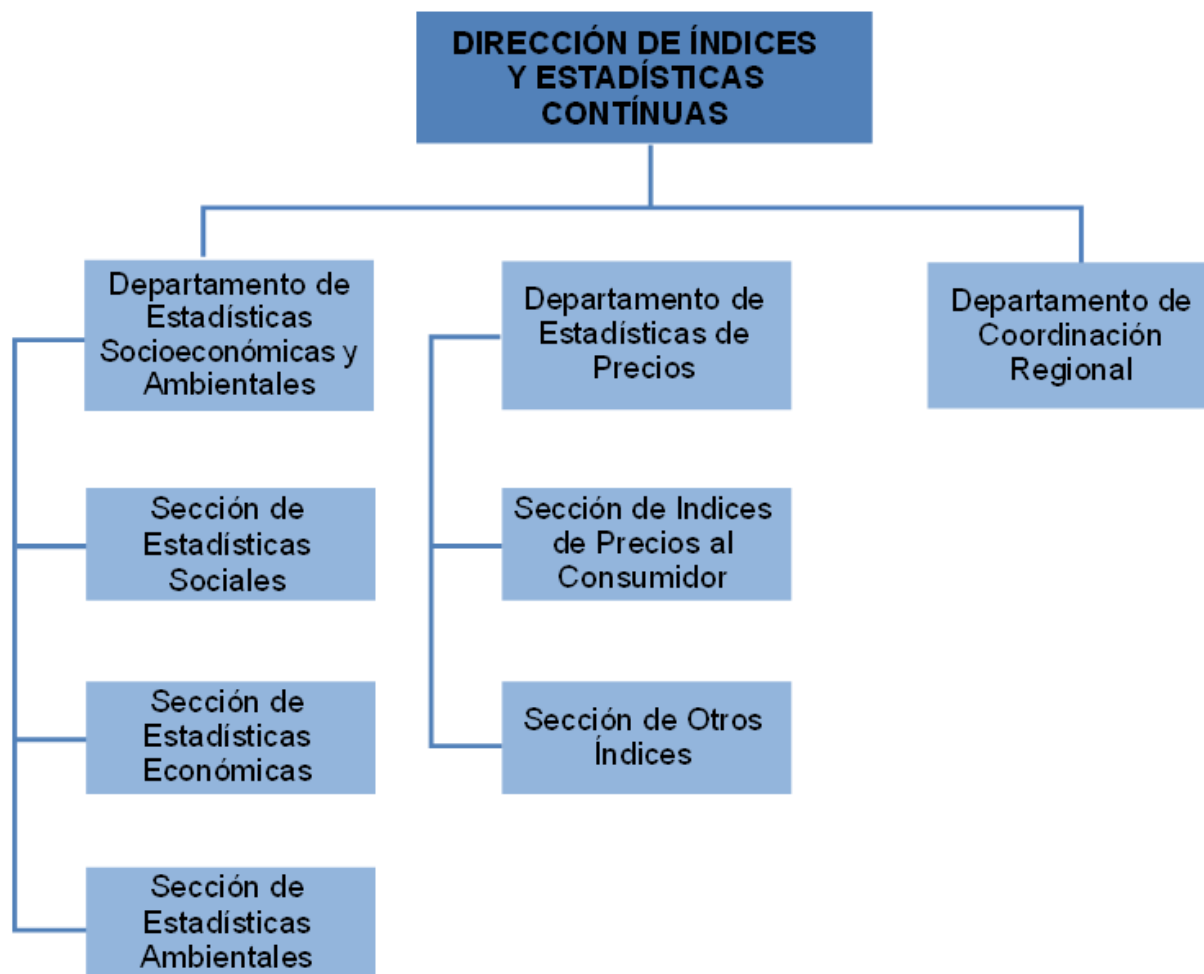 DIRECCIÓN DE ÍNDICES
Y ESTADÍSTICAS
CONTÍNUAS
Departamento de
Estadísticas
Socioeconómicas y
Ambientales
Sección de
Estadísticas
Sociales
Sección de
Estadísticas
Económicas
Sección de
Estadísticas
Ambientales
Departamento de
Estadísticas de
Precios
Sección de Indices
de Precios al
Consumidor
Sección de Otros
Índices
Departamento de
Coordinación
Regional